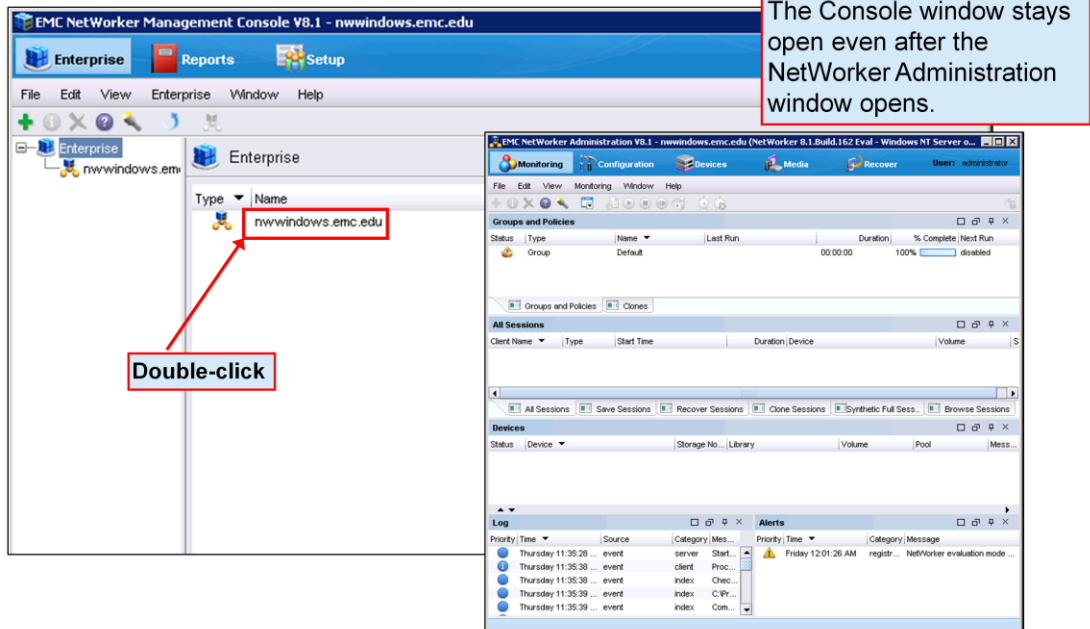 EMC NetWorker Management Console V8.1 - nwwindows.emc.edu
Enterprise Reports Setup
File Edit View Enterprise Window Help
Enterprise
nwwindows.em
Enterprise
Type Name
nwwindows.emc.edu
Double-click
The Console window stays
open even after the
NetWorker Administration
window opens.
EMC NetWorker Administration V8.1 - nwwindows.emc.edu (NetWorker 8.1.Build.162 Eval - Windows NT Server o...
Monitoring Configuration Devices Media Recover User: administrator
File Edit View Monitoring Window Help
Groups and Policies
Status Type Name Last Run Duration % Complete Next Run
Group Default 00:00:00 100% disabled
Groups and Policies Clones
All Sessions
Client Name Type Start Time Duration Device Volume S
All Sessions Save Sessions Recover Sessions Clone Sessions Synthetic Full Sess... Browse Sessions
Devices
Status Device Storage No... Library Volume Pool Mess...
Log
Priority Time Source Category Mes...
Thursday 11:35:28 ... event server Start...
Thursday 11:35:38 ... event client Proc...
Thursday 11:35:38 ... event index Chec...
Thursday 11:35:39 ... event index C:\Pr...
Thursday 11:35:39 ... event index Com...
Alerts
Priority Time Category Message
Friday 12:01:26 AM registr... NetWorker evaluation mode ...